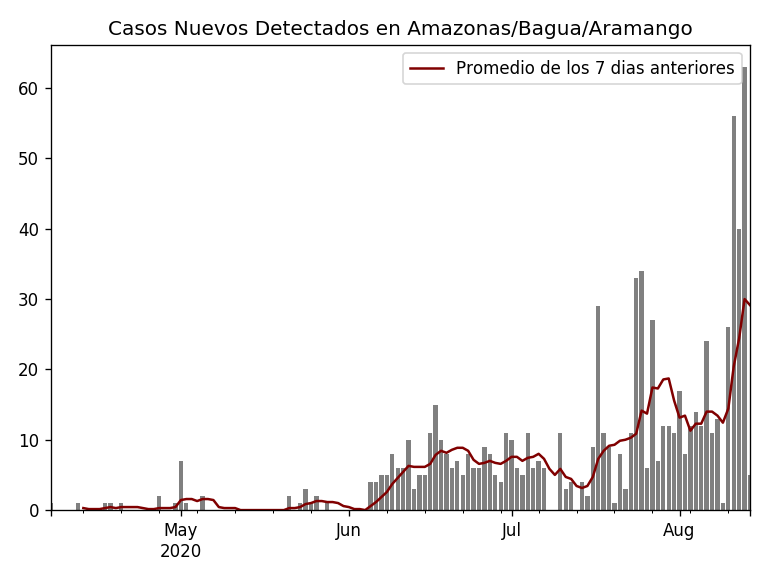 Casos Nuevos Detectados en Amazonas/Bagua/Aramango
Promedio de los 7 dias anteriores
60
50
40
30
20
10
0
May
2020
Jun
Jul
Aug